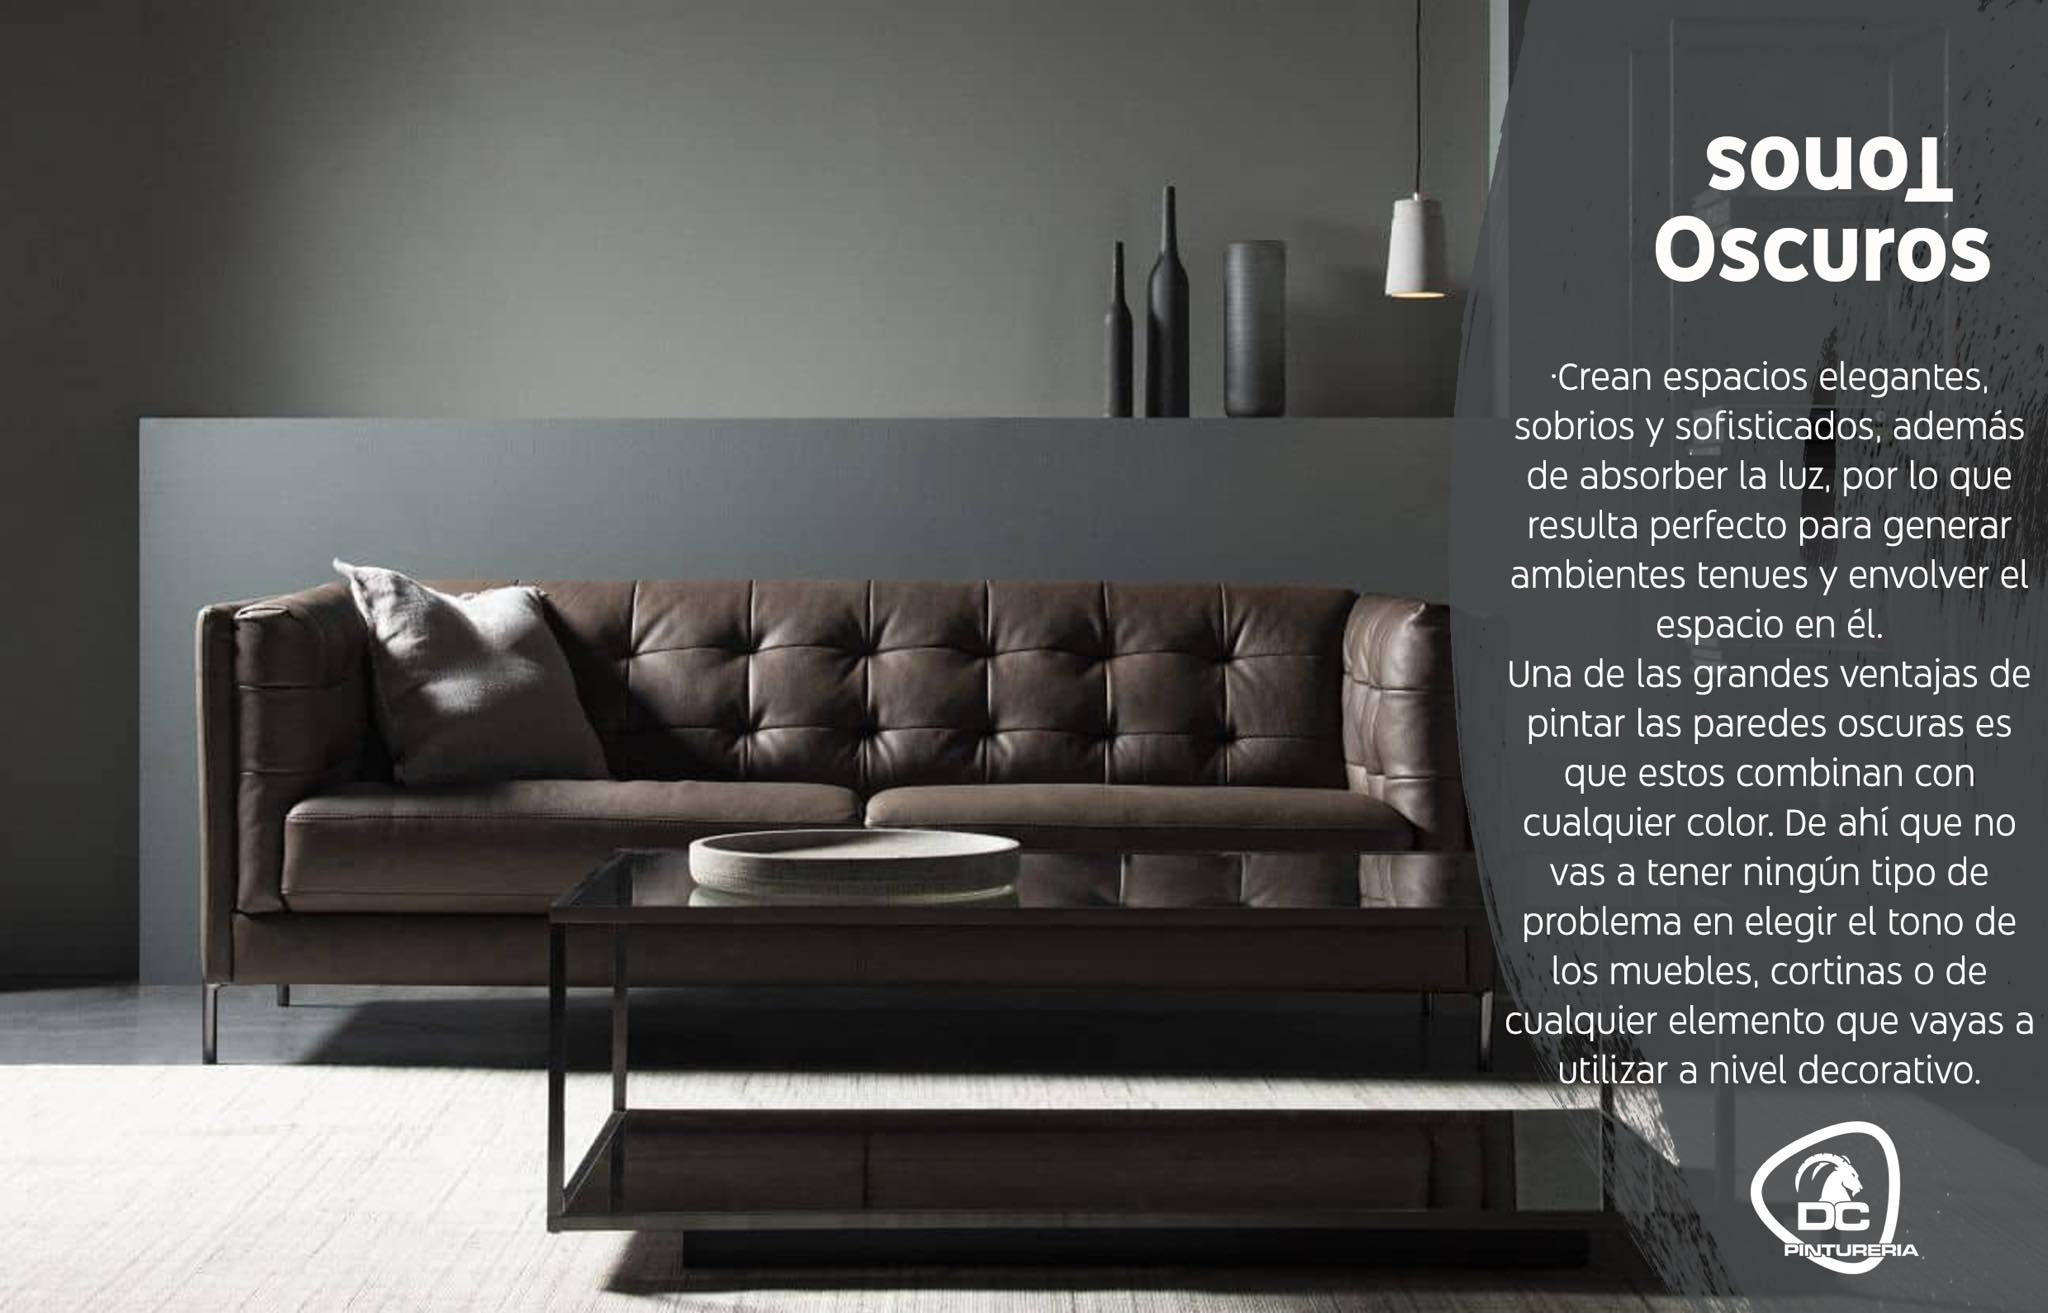 Tonos
Oscuros
·Crean espacios elegantes,
sobrios y sofisticados, además
de absorber la luz, por lo que
resulta perfecto para generar
ambientes tenues y envolver el
espacio en él.
Una de las grandes ventajas de
pintar las paredes oscuras es
que estos combinan con
cualquier color. De ahí que no
vas a tener ningún tipo de
problema en elegir el tono de
los muebles, cortinas o de
cualquier elemento que vayas a
utilizar a nivel decorativo.
DC
PINTURERIA